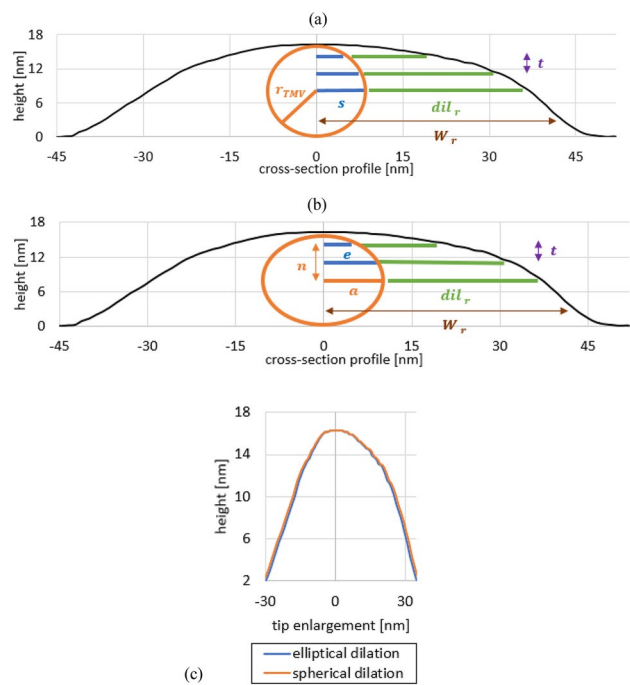 (a)
height [nm]
18
12
6
0
r_TMV
s
dil_r
W_r
t
-45 -30 -15 0 15 30 45
cross-section profile [nm]
(b)
height [nm]
18
12
6
0
n
e
a
dil_r
W_r
t
-45 -30 -15 0 15 30 45
cross-section profile [nm]
height [nm]
18
14
10
6
2
-30 0 30
tip enlargement [nm]
elliptical dilation
(c) spherical dilation